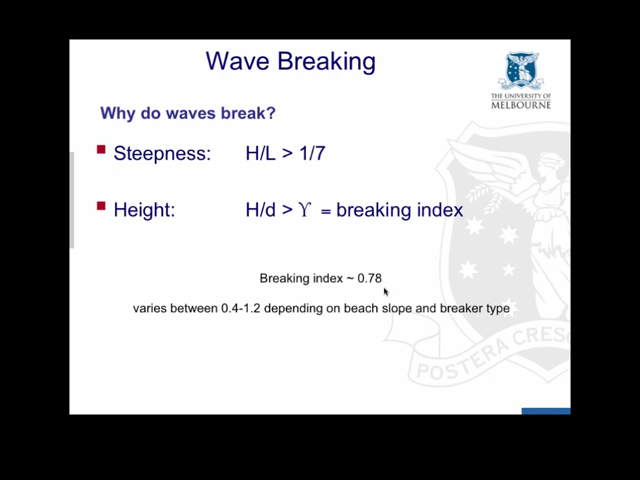 Wave Breaking
THE UNIVERSITY OF
MELBOURNE
Why do waves break?
Steepness: H/L > 1/7
Height: H/d > ϒ = breaking index
Breaking index ~ 0.78
varies between 0.4-1.2 depending on beach slope and breaker type
POSTERA CRESC